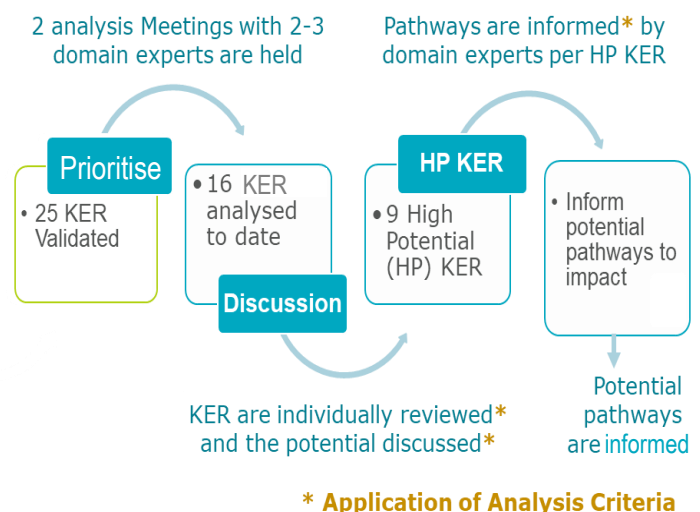 2 analysis Meetings with 2-3
domain experts are held
Pathways are informed* by
domain experts per HP KER
Prioritise
• 25 KER
Validated
• 16 KER
analysed
to date
Discussion
HP KER
• 9 High
Potential
(HP) KER
• Inform
potential
pathways to
impact
KER are individually reviewed*
and the potential discussed*
Potential
pathways
are informed
* Application of Analysis Criteria